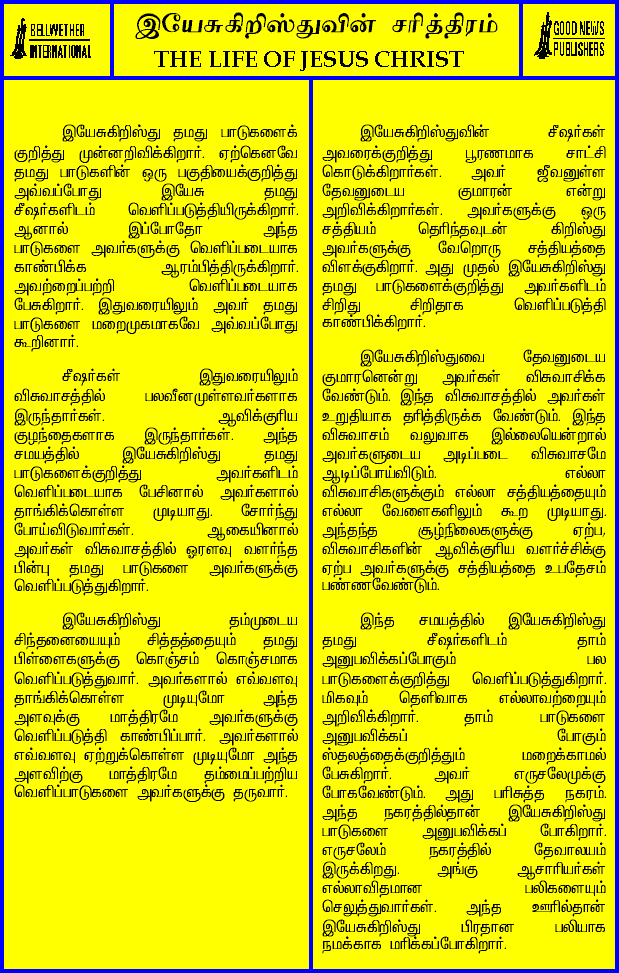 BELLWETHER
INTERNATIONAL
இயேசுகிறிஸ்துவின் சரித்திரம்
THE LIFE OF JESUS CHRIST
GOOD NEWS
PUBLISHERS
இயேசுகிறிஸ்து தமது பாடுகளைக்
குறித்து முன்னறிவிக்கிறார். ஏற்கெனவே
தமது பாடுகளின் ஒரு பகுதியைக்குறித்து
அவ்வப்போது இயேசு தமது
சீஷர்களிடம் வெளிப்படுத்தியிருக்கிறார்.
ஆனால் இப்போதோ அந்த
பாடுகளை அவர்களுக்கு வெளிப்படையாக
காண்பிக்க ஆரம்பித்திருக்கிறார்.
அவற்றைப்பற்றி வெளிப்படையாக
பேசுகிறார். இதுவரையிலும் அவர் தமது
பாடுகளை மறைமுகமாகவே அவ்வப்போது
கூறினார்.
சீஷர்கள் இதுவரையிலும்
விசுவாசத்தில் பலவீனமுள்ளவர்களாக
இருந்தார்கள். ஆவிக்குரிய
குழந்தைகளாக இருந்தார்கள். அந்த
சமயத்தில் இயேசுகிறிஸ்து தமது
பாடுகளைக்குறித்து அவர்களிடம்
வெளிப்படையாக பேசினால் அவர்களால்
தாங்கிக்கொள்ள முடியாது. சோர்ந்து
போய்விடுவார்கள். ஆகையினால்
அவர்கள் விசுவாசத்தில் ஓரளவு வளர்ந்த
பின்பு தமது பாடுகளை அவர்களுக்கு
வெளிப்படுத்துகிறார்.
இயேசுகிறிஸ்து தம்முடைய
சிந்தனையையும் சித்தத்தையும் தமது
பிள்ளைகளுக்கு கொஞ்சம் கொஞ்சமாக
வெளிப்படுத்துவார். அவர்களால் எவ்வளவு
தாங்கிக்கொள்ள முடியுமோ அந்த
அளவுக்கு மாத்திரமே அவர்களுக்கு
வெளிப்படுத்தி காண்பிப்பார். அவர்களால்
எவ்வளவு ஏற்றுக்கொள்ள முடியுமோ அந்த
அளவிற்கு மாத்திரமே தம்மைப்பற்றிய
வெளிப்பாடுகளை அவர்களுக்கு தருவார்.
இயேசுகிறிஸ்துவின் சீஷர்கள்
அவரைக்குறித்து பூரணமாக சாட்சி
கொடுக்கிறார்கள். அவர் ஜீவனுள்ள
தேவனுடைய குமாரன் என்று
அறிவிக்கிறார்கள். அவர்களுக்கு ஒரு
சத்தியம் தெரிந்தவுடன் கிறிஸ்து
அவர்களுக்கு வேறொரு சத்தியத்தை
விளக்குகிறார். அது முதல் இயேசுகிறிஸ்து
தமது பாடுகளைக்குறித்து அவர்களிடம்
சிறிது சிறிதாக வெளிப்படுத்தி
காண்பிக்கிறார்.
இயேசுகிறிஸ்துவை தேவனுடைய
குமாரனென்று அவர்கள் விசுவாசிக்க
வேண்டும். இந்த விசுவாசத்தில் அவர்கள்
உறுதியாக தரித்திருக்க வேண்டும். இந்த
விசுவாசம் வலுவாக இல்லையென்றால்
அவர்களுடைய அடிப்படை விசுவாசமே
ஆடிப்போய்விடும். எல்லா
விசுவாசிகளுக்கும் எல்லா சத்தியத்தையும்
எல்லா வேளைகளிலும் கூற முடியாது.
அந்தந்த சூழ்நிலைகளுக்கு ஏற்ப,
விசுவாசிகளின் ஆவிக்குரிய வளர்ச்சிக்கு
ஏற்ப அவர்களுக்கு சத்தியத்தை உபதேசம்
பண்ணவேண்டும்.
இந்த சமயத்தில் இயேசுகிறிஸ்து
தமது சீஷர்களிடம் தாம்
அனுபவிக்கப்போகும் பல
பாடுகளைக்குறித்து வெளிப்படுத்துகிறார்.
மிகவும் தெளிவாக எல்லாவற்றையும்
அறிவிக்கிறார். தாம் பாடுகளை
அனுபவிக்கப் போகும்
ஸ்தலத்தைக்குறித்தும் மறைக்காமல்
பேசுகிறார். அவர் எருசலேமுக்கு
போகவேண்டும். அது பரிசுத்த நகரம்.
அந்த நகரத்தில்தான் இயேசுகிறிஸ்து
பாடுகளை அனுபவிக்கப் போகிறார்.
எருசலேம் நகரத்தில் தேவாலயம்
இருக்கிறது. அங்கு ஆசாரியர்கள்
எல்லாவிதமான பலிகளையும்
செலுத்துவார்கள். அந்த ஊரில்தான்
இயேசுகிறிஸ்து பிரதான பலியாக
நமக்காக மரிக்கப்போகிறார்.